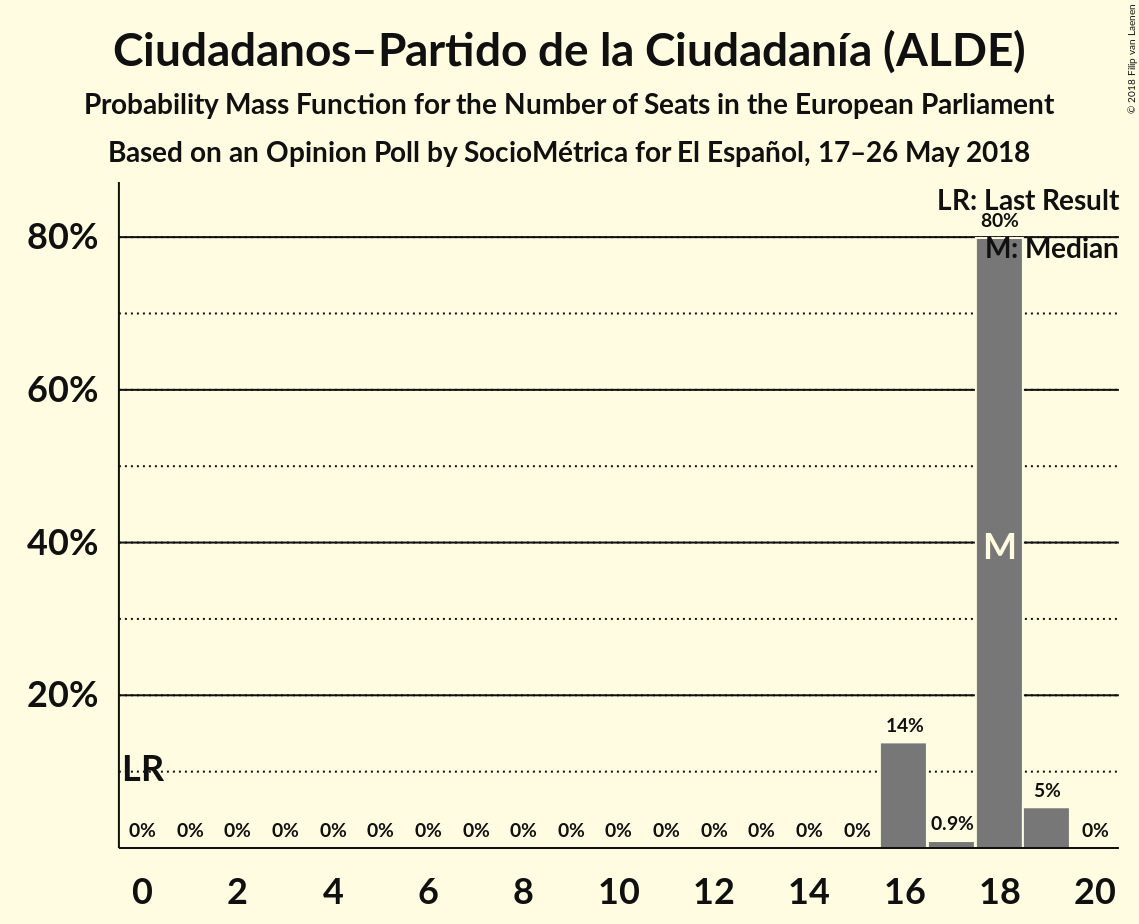 Ciudadanos–Partido de la Ciudadanía (ALDE)
Probability Mass Function for the Number of Seats in the European Parliament
Based on an Opinion Poll by SocioMétrica for El Español, 17–26 May 2018
© 2018 Filip van Laenen
LR: Last Result
M: Median
80%
60%
40%
20%
LR
M
0% 0% 0% 0% 0% 0% 0% 0% 0% 0% 0% 0% 0% 0% 0% 0% 14% 0.9% 80% 5% 0%
0 2 4 6 8 10 12 14 16 18 20